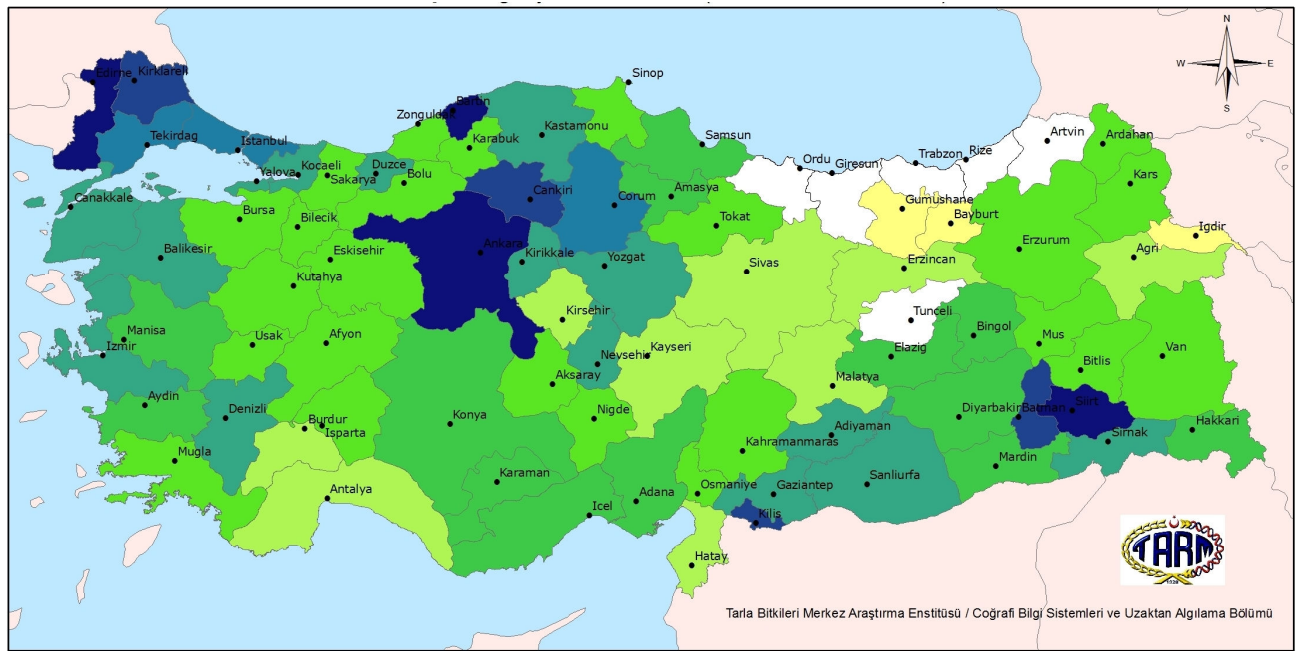 N
W E
S
Edirne
Kirklareli
Tekirdag
Istanbul
Yalova
Kocaeli
Sakarya
Duzce
Bolu
Zonguldak
Bartin
Karabuk
Kastamonu
Sinop
Samsun
Ordu
Giresun
Trabzon
Rize
Artvin
Ardahan
Kars
Canakkale
Bursa
Bilecik
Balikesir
Eskisehir
Kutahya
Ankara
Cankiri
Corum
Amasya
Tokat
Kirikkale
Yozgat
Sivas
Gumushane
Bayburt
Erzincan
Erzurum
Igdir
Agri
Manisa
Izmir
Usak
Afyon
Kirsehir
Nevsehir
Kayseri
Tunceli
Elazig
Bingol
Mus
Bitlis
Van
Malatya
Aydin
Denizli
Burdur
Isparta
Konya
Aksaray
Nigde
Kahramanmaras
Adiyaman
Diyarbakir
Batman
Siirt
Sirnak
Hakkari
Mardin
Mugla
Antalya
Karaman
Icel
Adana
Osmaniye
Gaziantep
Kilis
Sanliurfa
Hatay
TARM
1926
Tarla Bitkileri Merkez Araştırma Enstitüsü / Coğrafi Bilgi Sistemleri ve Uzaktan Algılama Bölümü